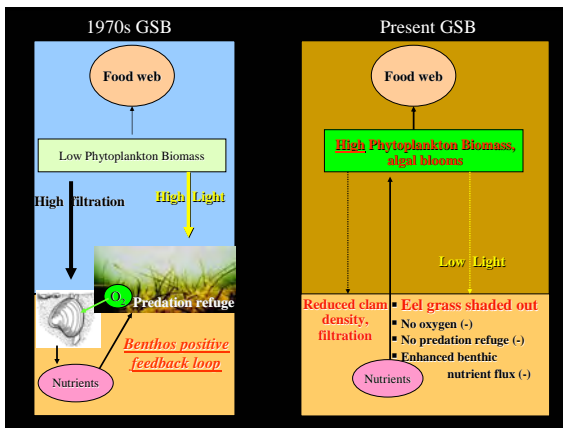 1970s GSB
Food web
Low Phytoplankton Biomass
High filtration
High Light
O2
Predation refuge
Benthos positive
feedback loop
Nutrients
Present GSB
Food web
High Phytoplankton Biomass,
algal blooms
Low Light
Reduced clam
density,
filtration
▪ Eel grass shaded out
▪ No oxygen (-)
▪ No predation refuge (-)
▪ Enhanced benthic
nutrient flux (-)
Nutrients